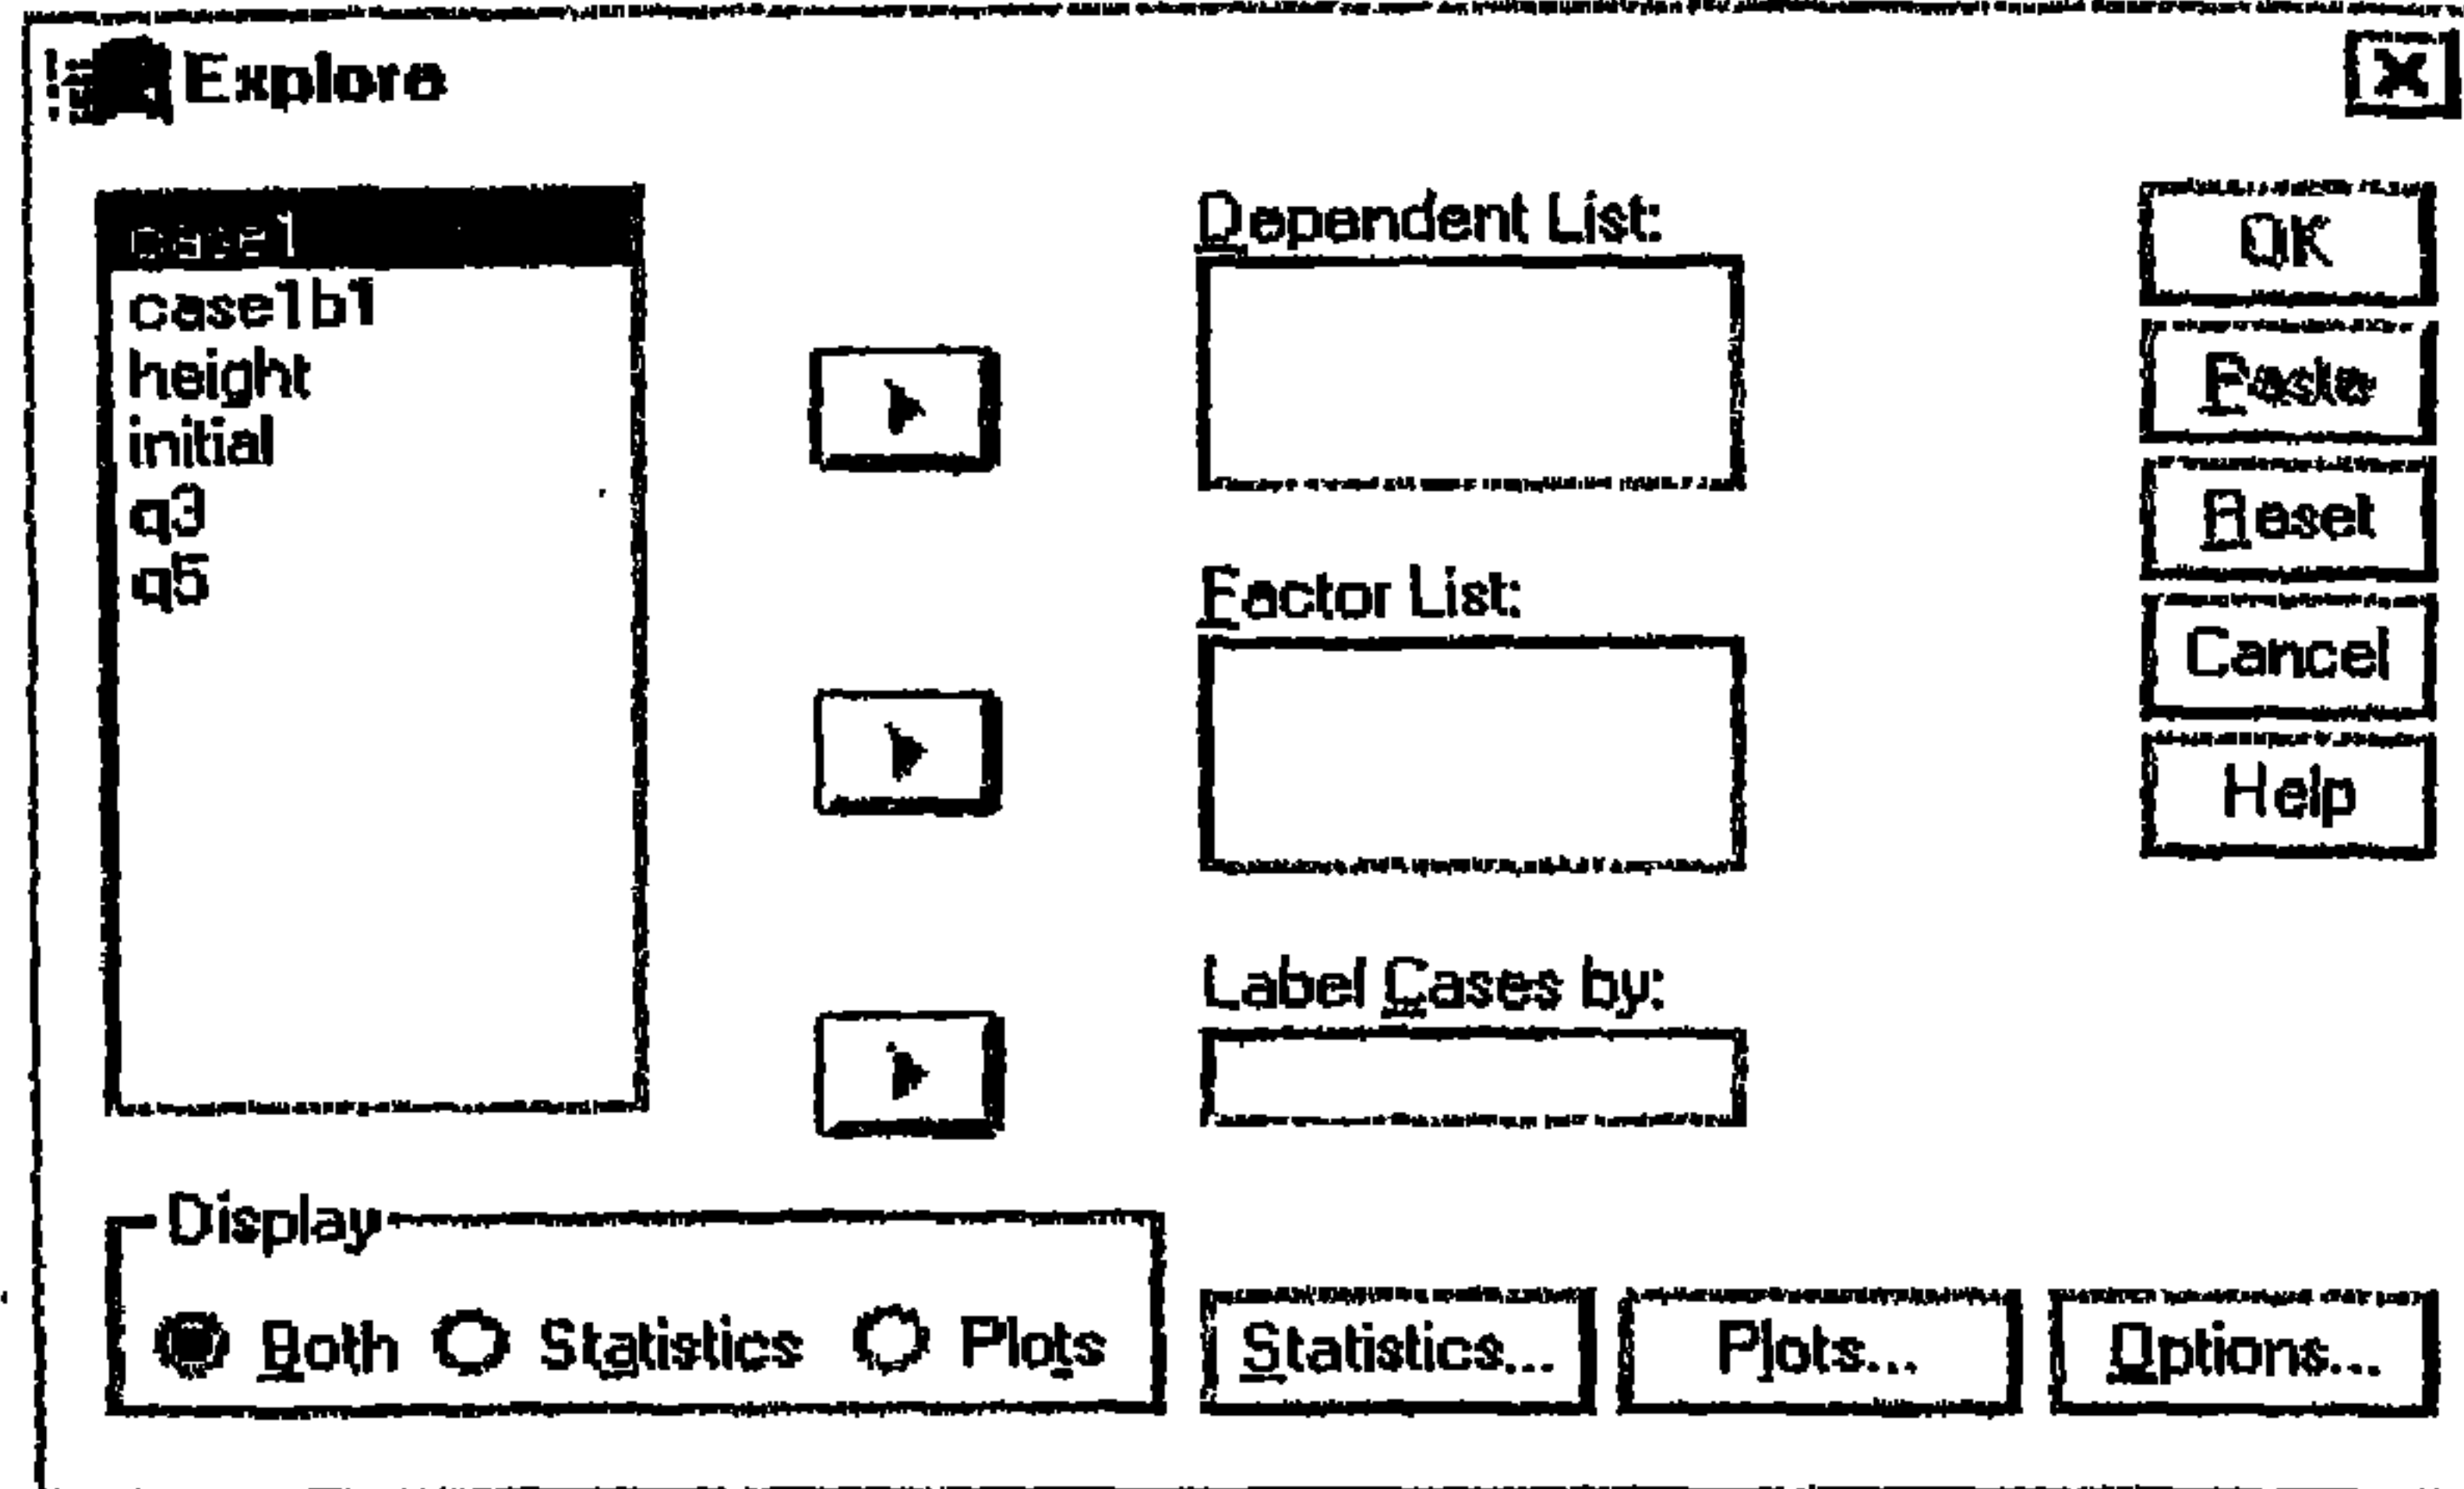 Explore
case1
case1b1
height
initial
q3
q5
Dependent List:
Factor List:
Label Cases by:
OK
Paste
Reset
Cancel
Help
Display
Both Statistics Plots
Statistics... Plots... Options...